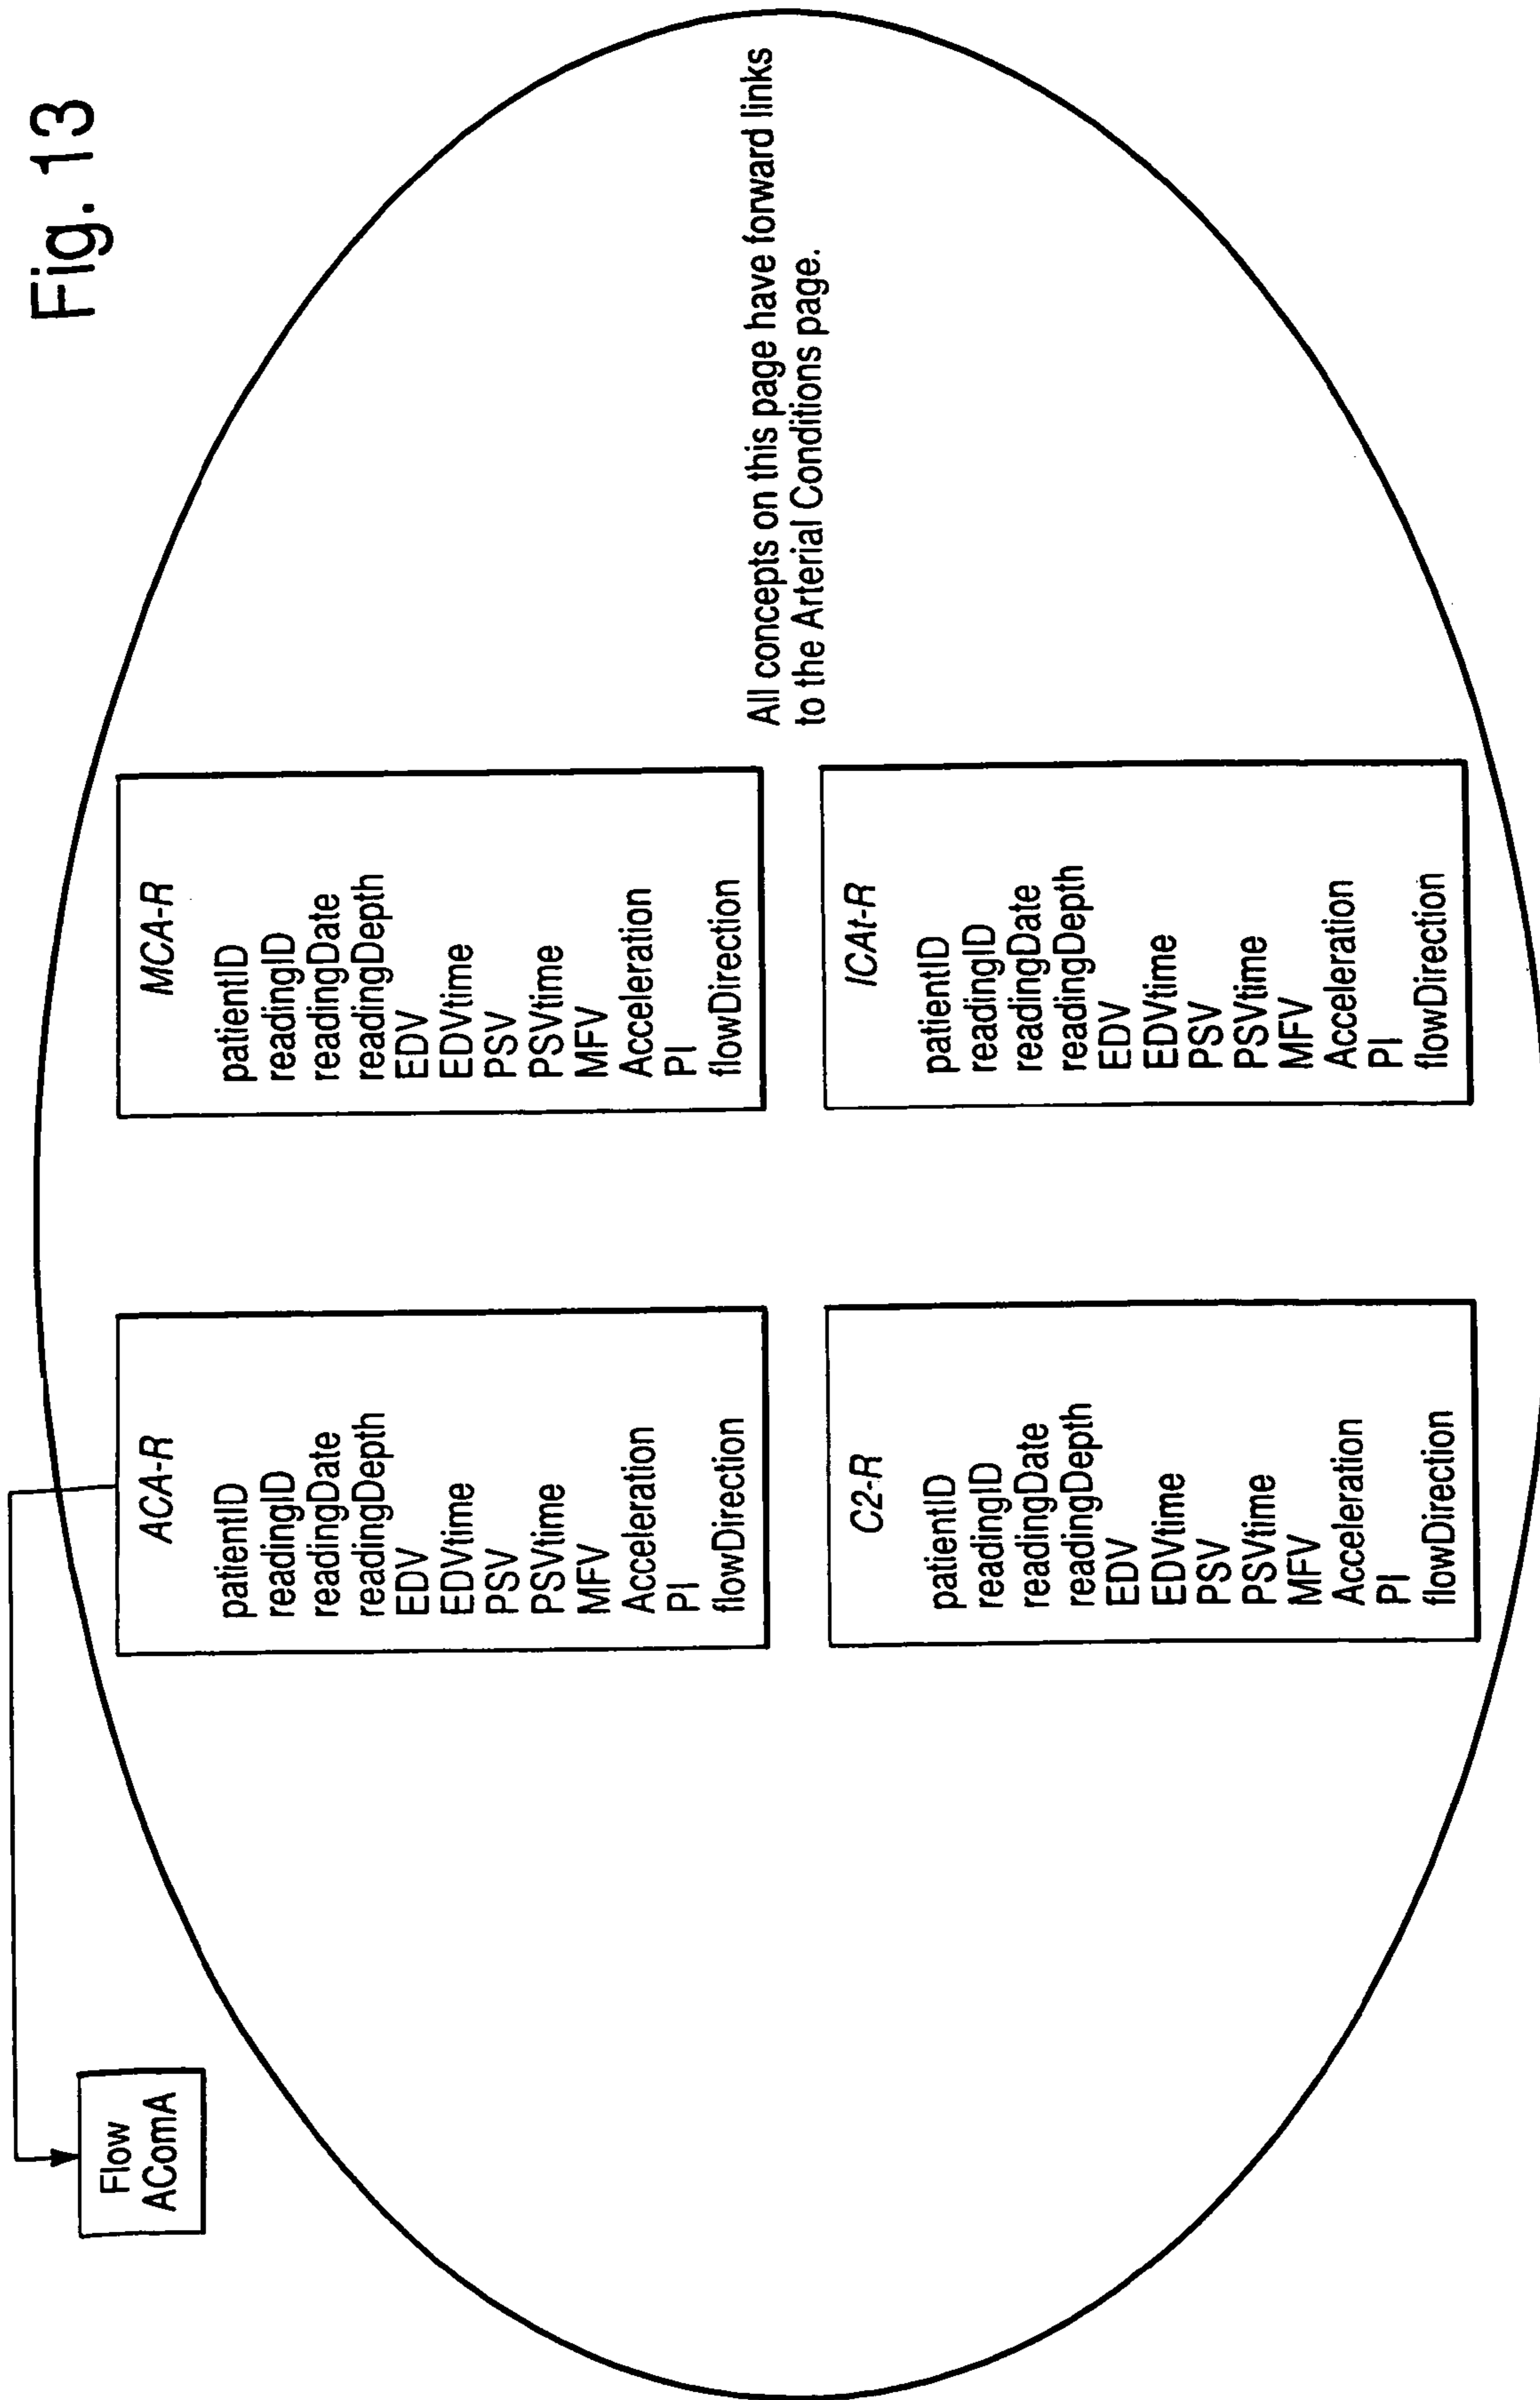 Fig. 13
Flow
AComA
ACA-R
patientID
readingID
readingDate
readingDepth
EDV
EDVtime
PSV
PSVtime
MFV
Acceleration
PI
flowDirection
MCA-R
patientID
readingID
readingDate
readingDepth
EDV
EDVtime
PSV
PSVtime
MFV
Acceleration
PI
flowDirection
All concepts on this page have forward links
to the Arterial Conditions page.
C2-R
patientID
readingID
readingDate
readingDepth
EDV
EDVtime
PSV
PSVtime
MFV
Acceleration
PI
flowDirection
ICAt-R
patientID
readingID
readingDate
readingDepth
EDV
EDVtime
PSV
PSVtime
MFV
Acceleration
PI
flowDirection